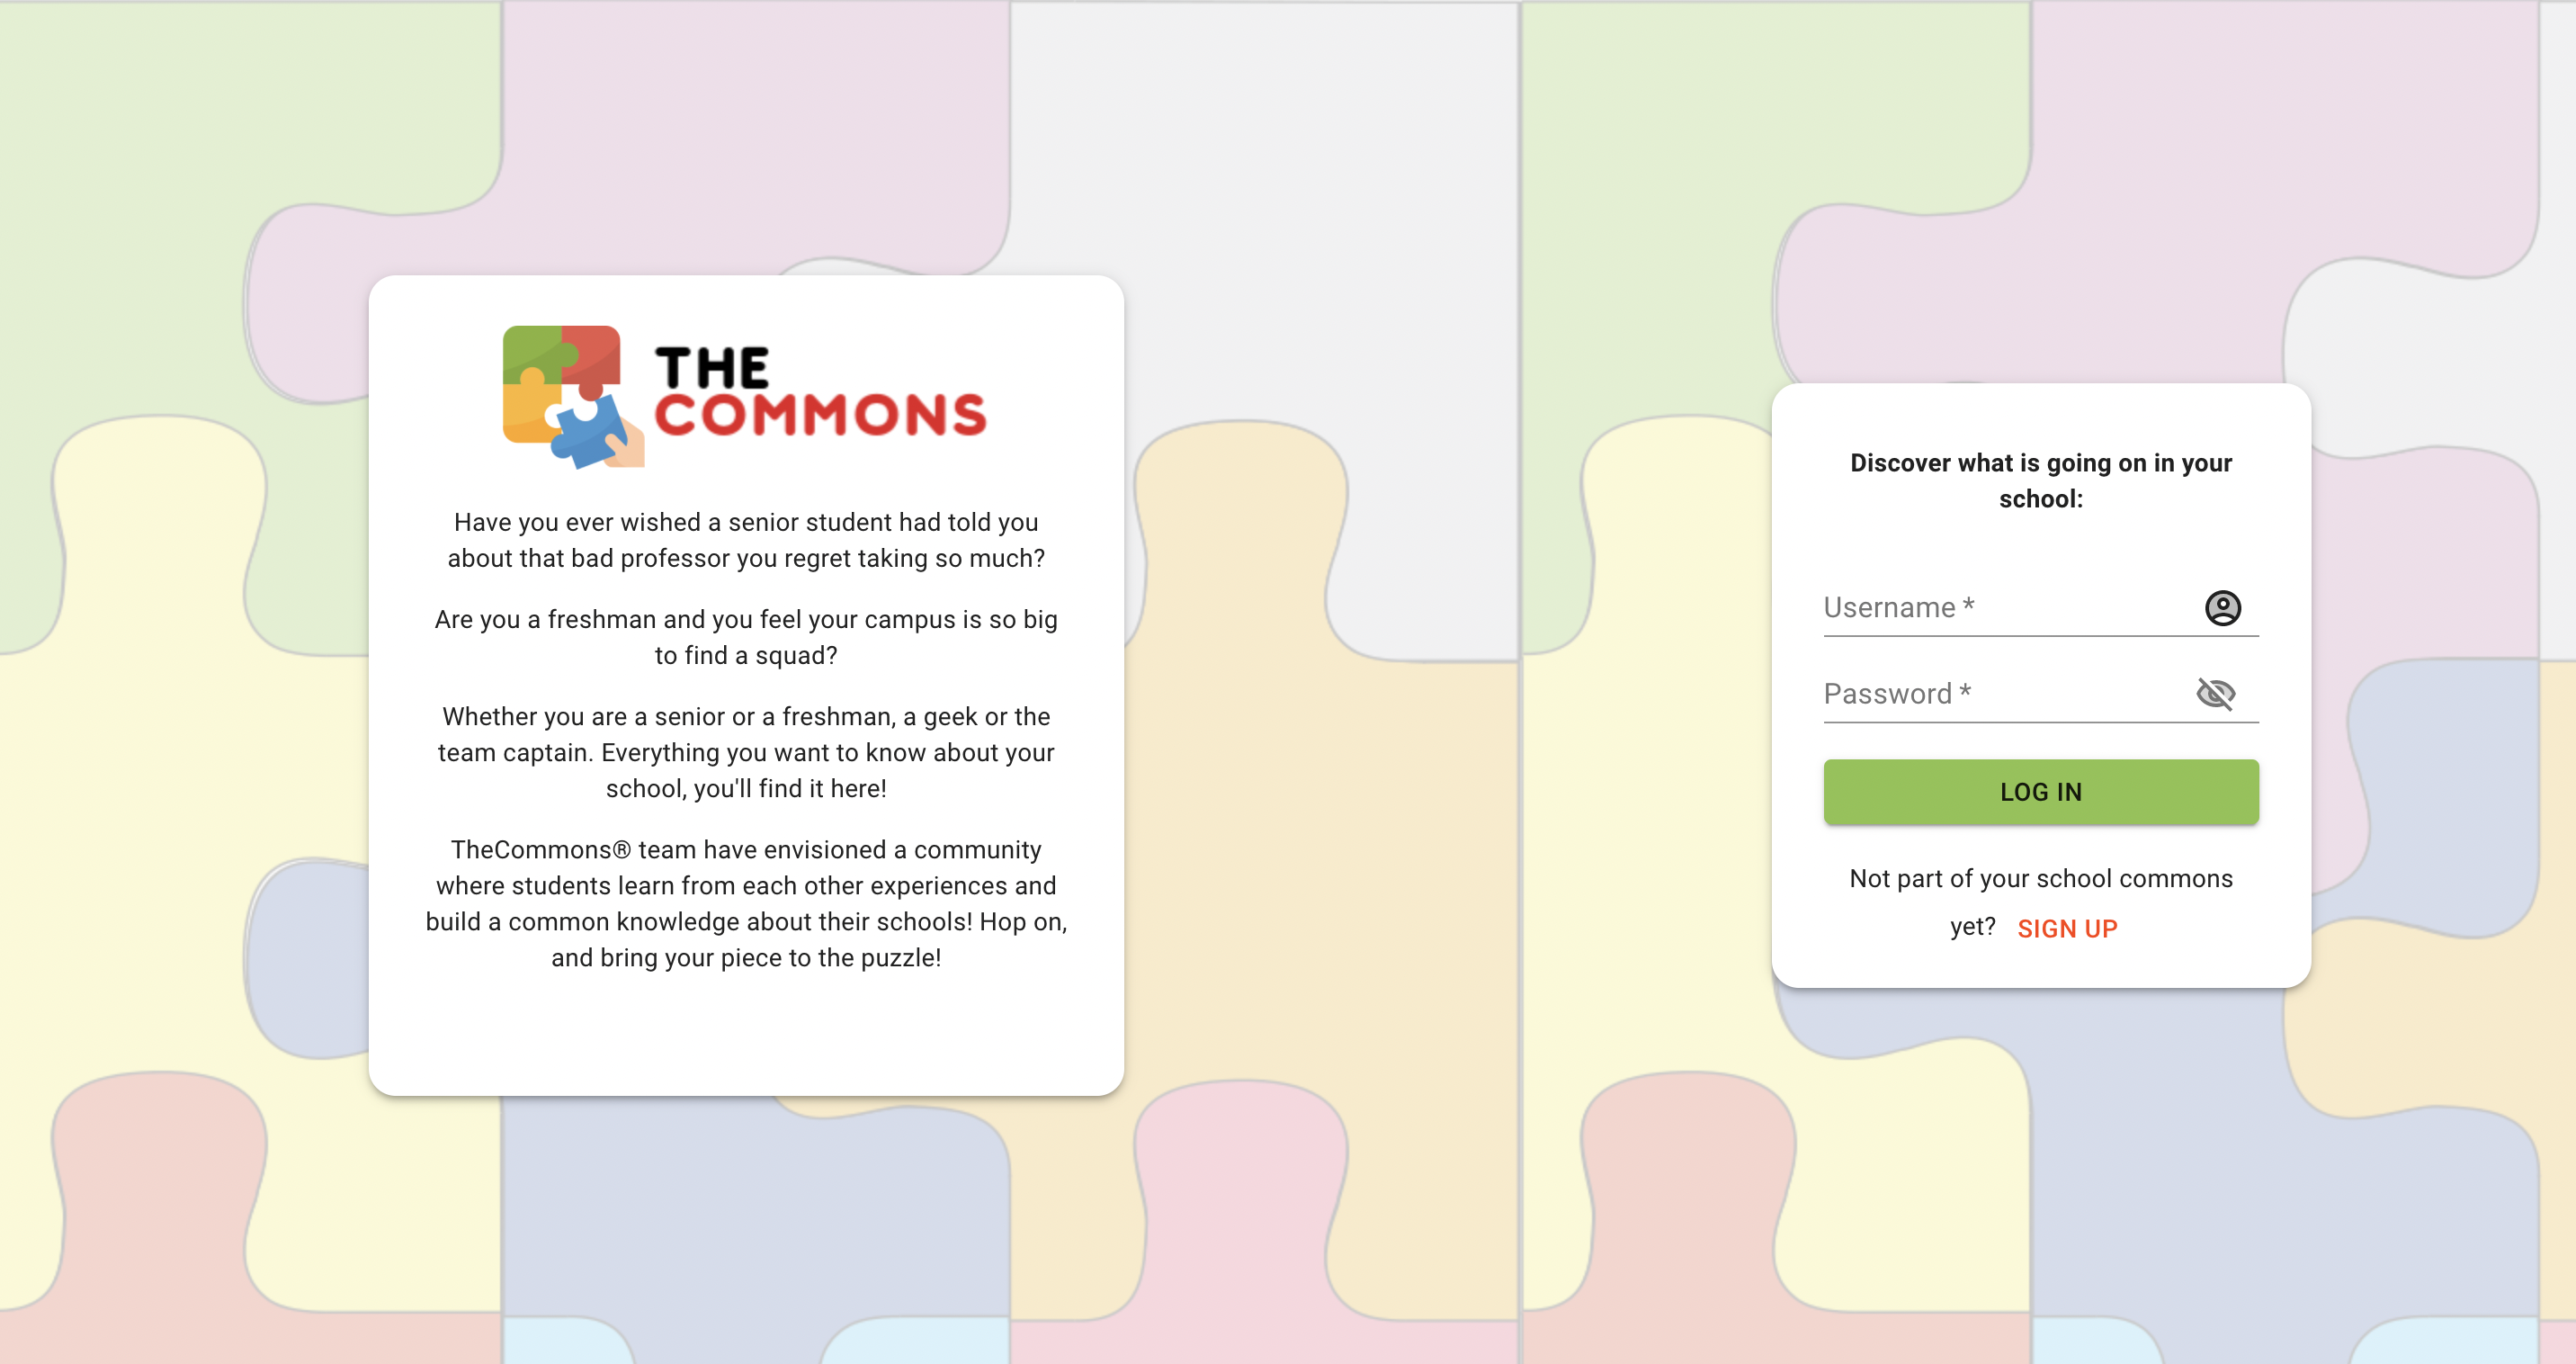 THE
COMMONS
Have you ever wished a senior student had told you
about that bad professor you regret taking so much?
Are you a freshman and you feel your campus is so big
to find a squad?
Whether you are a senior or a freshman, a geek or the
team captain. Everything you want to know about your
school, you'll find it here!
TheCommons® team have envisioned a community
where students learn from each other experiences and
build a common knowledge about their schools! Hop on,
and bring your piece to the puzzle!
Discover what is going on in your
school:
Username *
Password *
LOG IN
Not part of your school commons
yet? SIGN UP